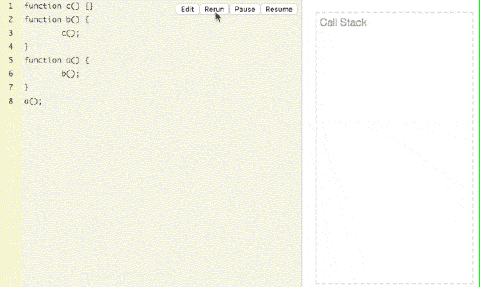 Edit Rerun Pause Resume
Call Stack
1 function c() {}
2 function b() {
3 c();
4 }
5 function a() {
6 b();
7 }
8 a();